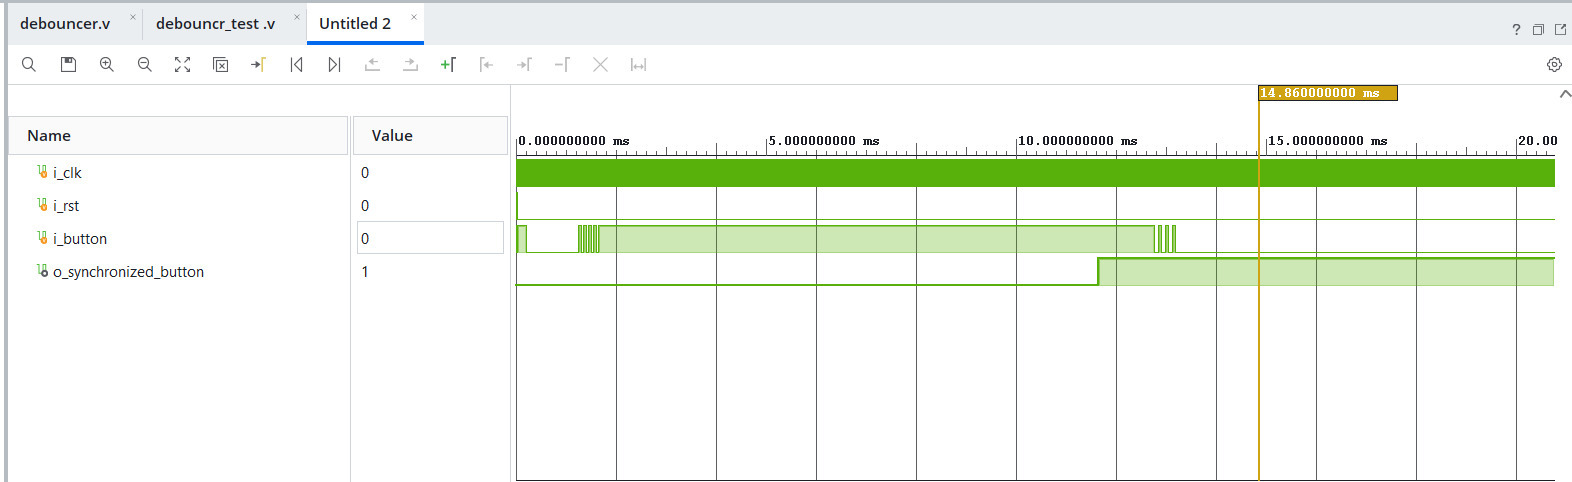 debouncer.v × debouncr_test .v × Untitled 2 ×
?
14.860000000 ms
Name Value
0.000000000 ms 5.000000000 ms 10.000000000 ms 15.000000000 ms 20.00
i_clk 0
i_rst 0
i_button 0
o_synchronized_button 1